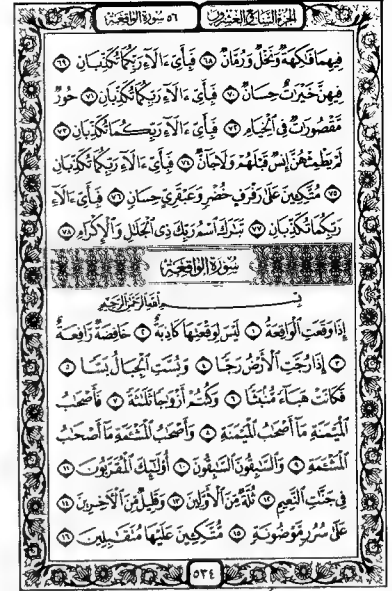 الجزء السابع والعشرون ٥٦ سورة الواقعة
فِيهِمَا فَٰكِهَةٌ وَنَخْلٌ وَرُمَّانٌ ٦٨ فَبِأَيِّ ءَالَآءِ رَبِّكُمَا تُكَذِّبَانِ ٦٩
فِيهِنَّ خَيْرَٰتٌ حِسَانٌ ٧٠ فَبِأَيِّ ءَالَآءِ رَبِّكُمَا تُكَذِّبَانِ ٧١ حُورٌ
مَّقْصُورَٰتٌ فِي ٱلْخِيَامِ ٧٢ فَبِأَيِّ ءَالَآءِ رَبِّكُمَا تُكَذِّبَانِ ٧٣
لَمْ يَطْمِثْهُنَّ إِنسٌ قَبْلَهُمْ وَلَا جَآنٌّ ٧٤ فَبِأَيِّ ءَالَآءِ رَبِّكُمَا تُكَذِّبَانِ
٧٥ مُتَّكِـِٔينَ عَلَىٰ رَفْرَفٍ خُضْرٍ وَعَبْقَرِيٍّ حِسَانٍ ٧٦ فَبِأَيِّ ءَالَآءِ
رَبِّكُمَا تُكَذِّبَانِ ٧٧ تَبَٰرَكَ ٱسْمُ رَبِّكَ ذِي ٱلْجَلَٰلِ وَٱلْإِكْرَامِ ٧٨
سُورَةُ الوَاقِعَةِ
بِسْمِ ٱللَّهِ ٱلرَّحْمَٰنِ ٱلرَّحِيمِ
إِذَا وَقَعَتِ ٱلْوَاقِعَةُ ١ لَيْسَ لِوَقْعَتِهَا كَاذِبَةٌ ٢ خَافِضَةٌ رَّافِعَةٌ
٣ إِذَا رُجَّتِ ٱلْأَرْضُ رَجًّا ٤ وَبُسَّتِ ٱلْجِبَالُ بَسًّا ٥
فَكَانَتْ هَبَآءً مُّنۢبَثًّا ٦ وَكُنتُمْ أَزْوَٰجًا ثَلَٰثَةً ٧ فَأَصْحَٰبُ
ٱلْمَيْمَنَةِ مَآ أَصْحَٰبُ ٱلْمَيْمَنَةِ ٨ وَأَصْحَٰبُ ٱلْمَشْـَٔمَةِ مَآ أَصْحَٰبُ
ٱلْمَشْـَٔمَةِ ٩ وَٱلسَّٰبِقُونَ ٱلسَّٰبِقُونَ ١٠ أُو۟لَٰٓئِكَ ٱلْمُقَرَّبُونَ ١١
فِي جَنَّٰتِ ٱلنَّعِيمِ ١٢ ثُلَّةٌ مِّنَ ٱلْأَوَّلِينَ ١٣ وَقَلِيلٌ مِّنَ ٱلْأَخِرِينَ ١٤
عَلَىٰ سُرُرٍ مَّوْضُونَةٍ ١٥ مُّتَّكِـِٔينَ عَلَيْهَا مُتَقَٰبِلِينَ ١٦
٥٣٤